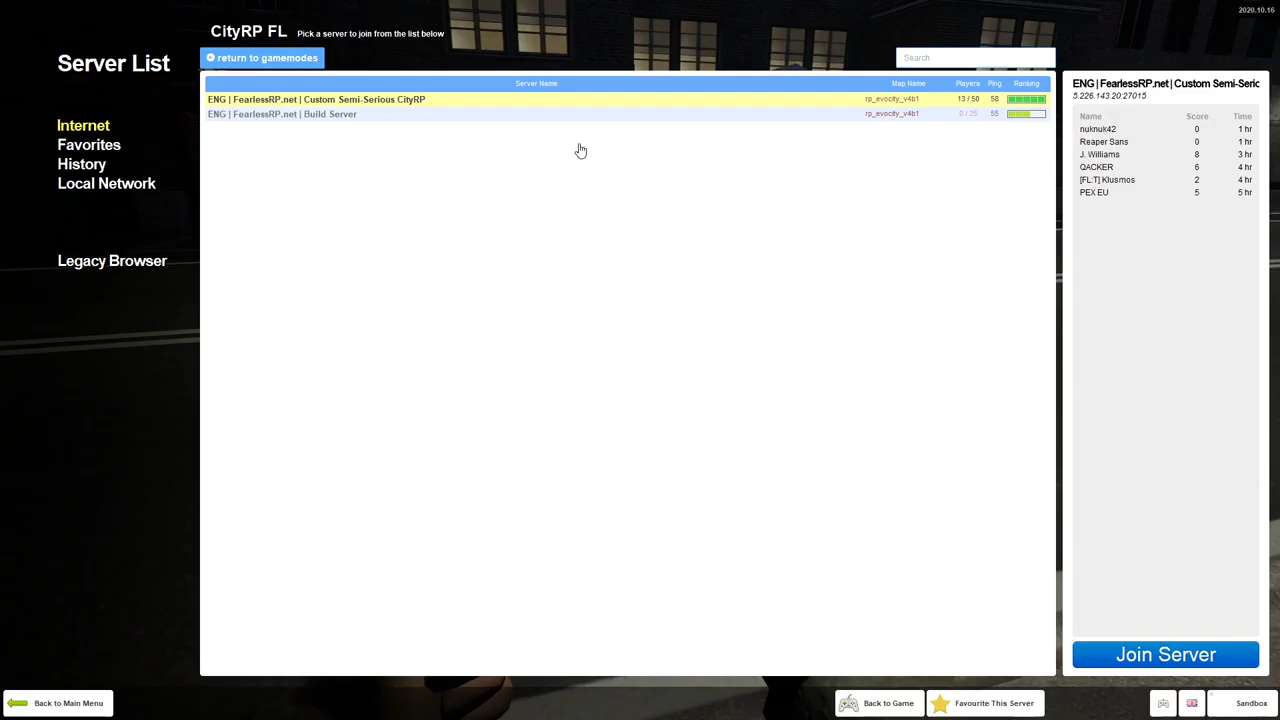 2020.10.16
CityRP FL Pick a server to join from the list below
Server List
return to gamemodes
Search
Internet
Favorites
History
Local Network
Legacy Browser
Server Name Map Name Players Ping Ranking
ENG | FearlessRP.net | Custom Semi-Serious CityRP rp_evocity_v4b1 13 / 50 58
ENG | FearlessRP.net | Build Server rp_evocity_v4b1 0 / 25 55
ENG | FearlessRP.net | Custom Semi-Seric
5.226.143.20:27015
Name Score Time
nuknuk42 0 1 hr
Reaper Sans 0 1 hr
J. Williams 8 3 hr
QACKER 6 4 hr
[FL:T] Klusmos 2 4 hr
PEX EU 5 5 hr
Join Server
Back to Main Menu
Back to Game
Favourite This Server
Sandbox